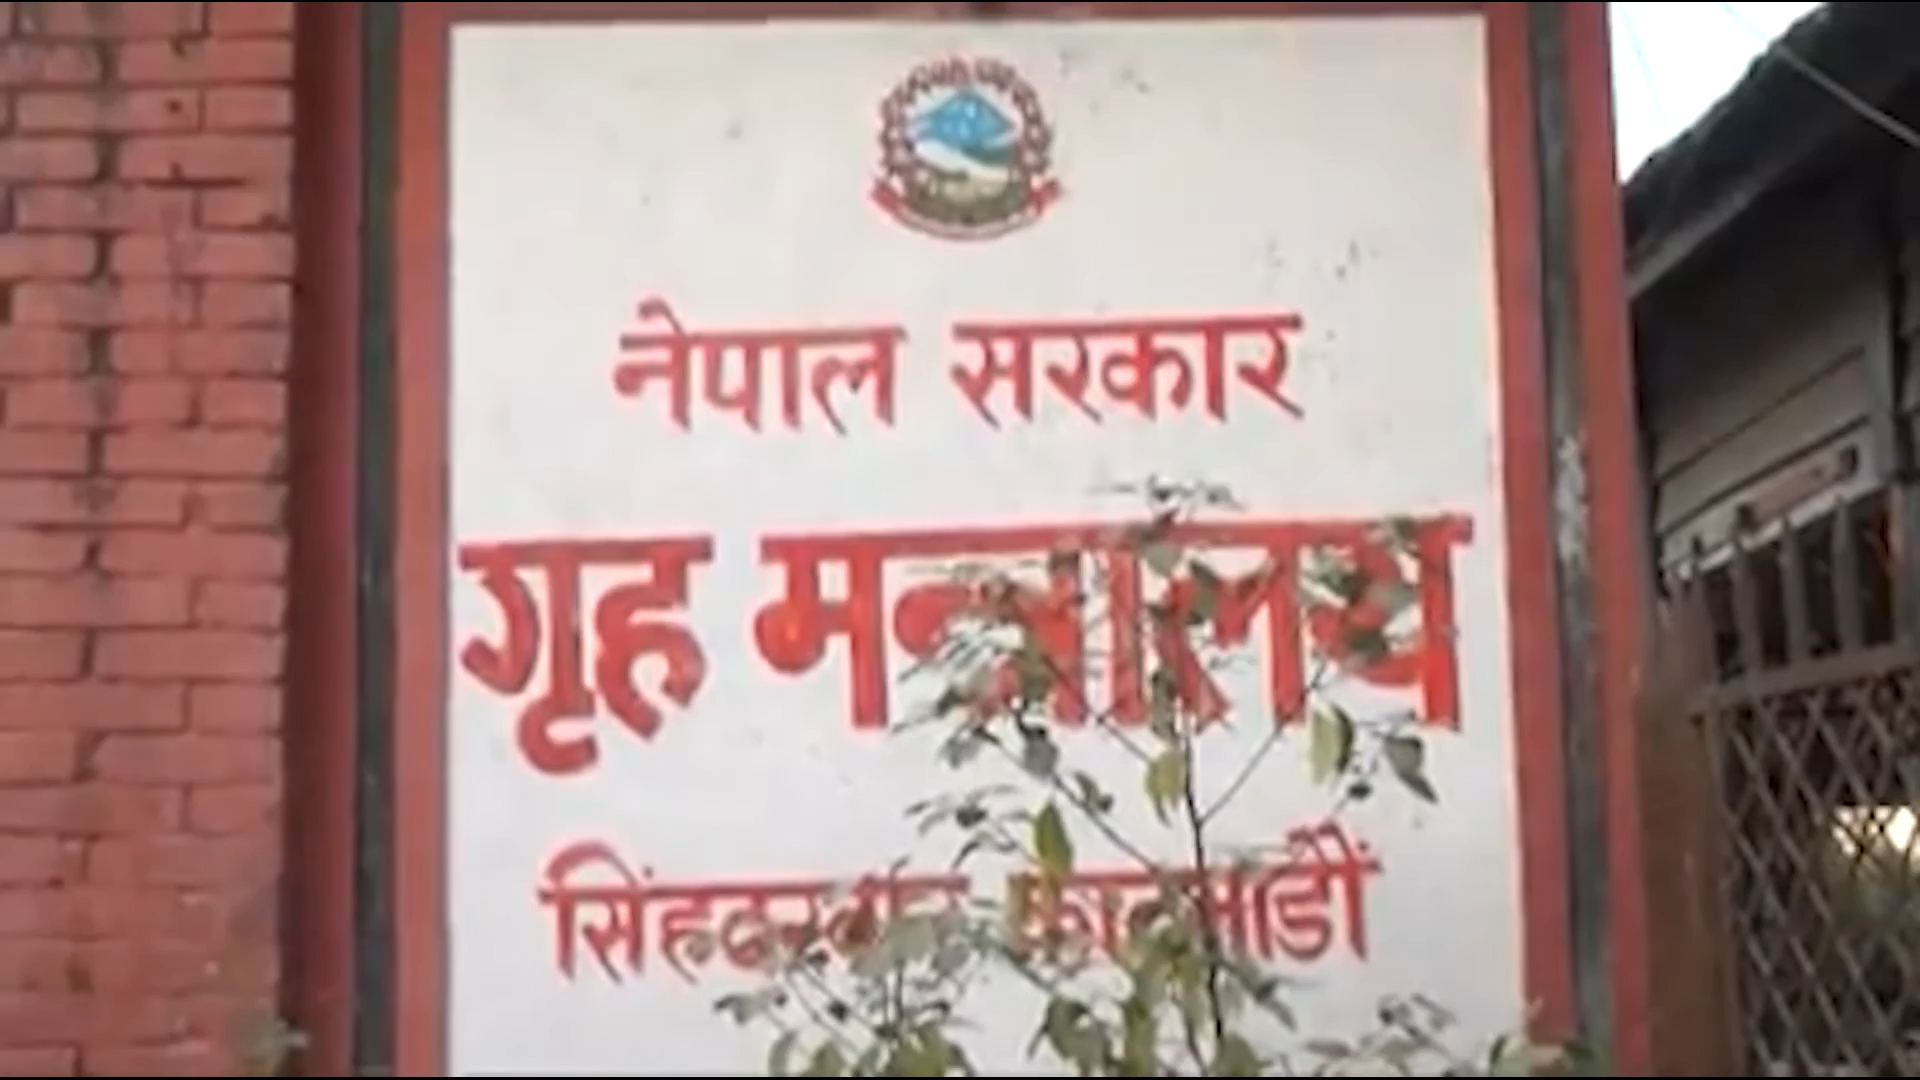 नेपाल सरकार
गृह मन्त्रालय
सिंहदरबार काठमाडौं